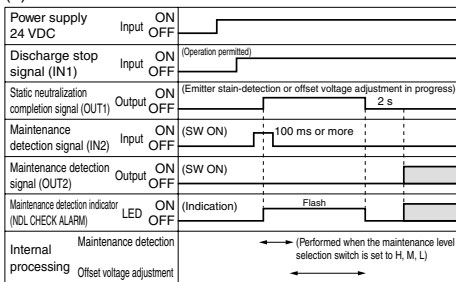 Power supply
24 VDC
Input
ON
OFF
Discharge stop
signal (IN1)
Input
ON
OFF
(Operation permitted)
Static neutralization
completion signal (OUT1)
Output
ON
OFF
(Emitter stain-detection or offset voltage adjustment in progress)
2 s
Maintenance
detection signal (IN2)
Input
ON
OFF
(SW ON)
100 ms or more
Maintenance detection
signal (OUT2)
Output
ON
OFF
(SW ON)
Maintenance detection indicator
(NDL CHECK ALARM)
LED
ON
OFF
(Indication)
Flash
Internal
processing
Maintenance detection
(Performed when the maintenance level
selection switch is set to H, M, L)
Offset voltage adjustment